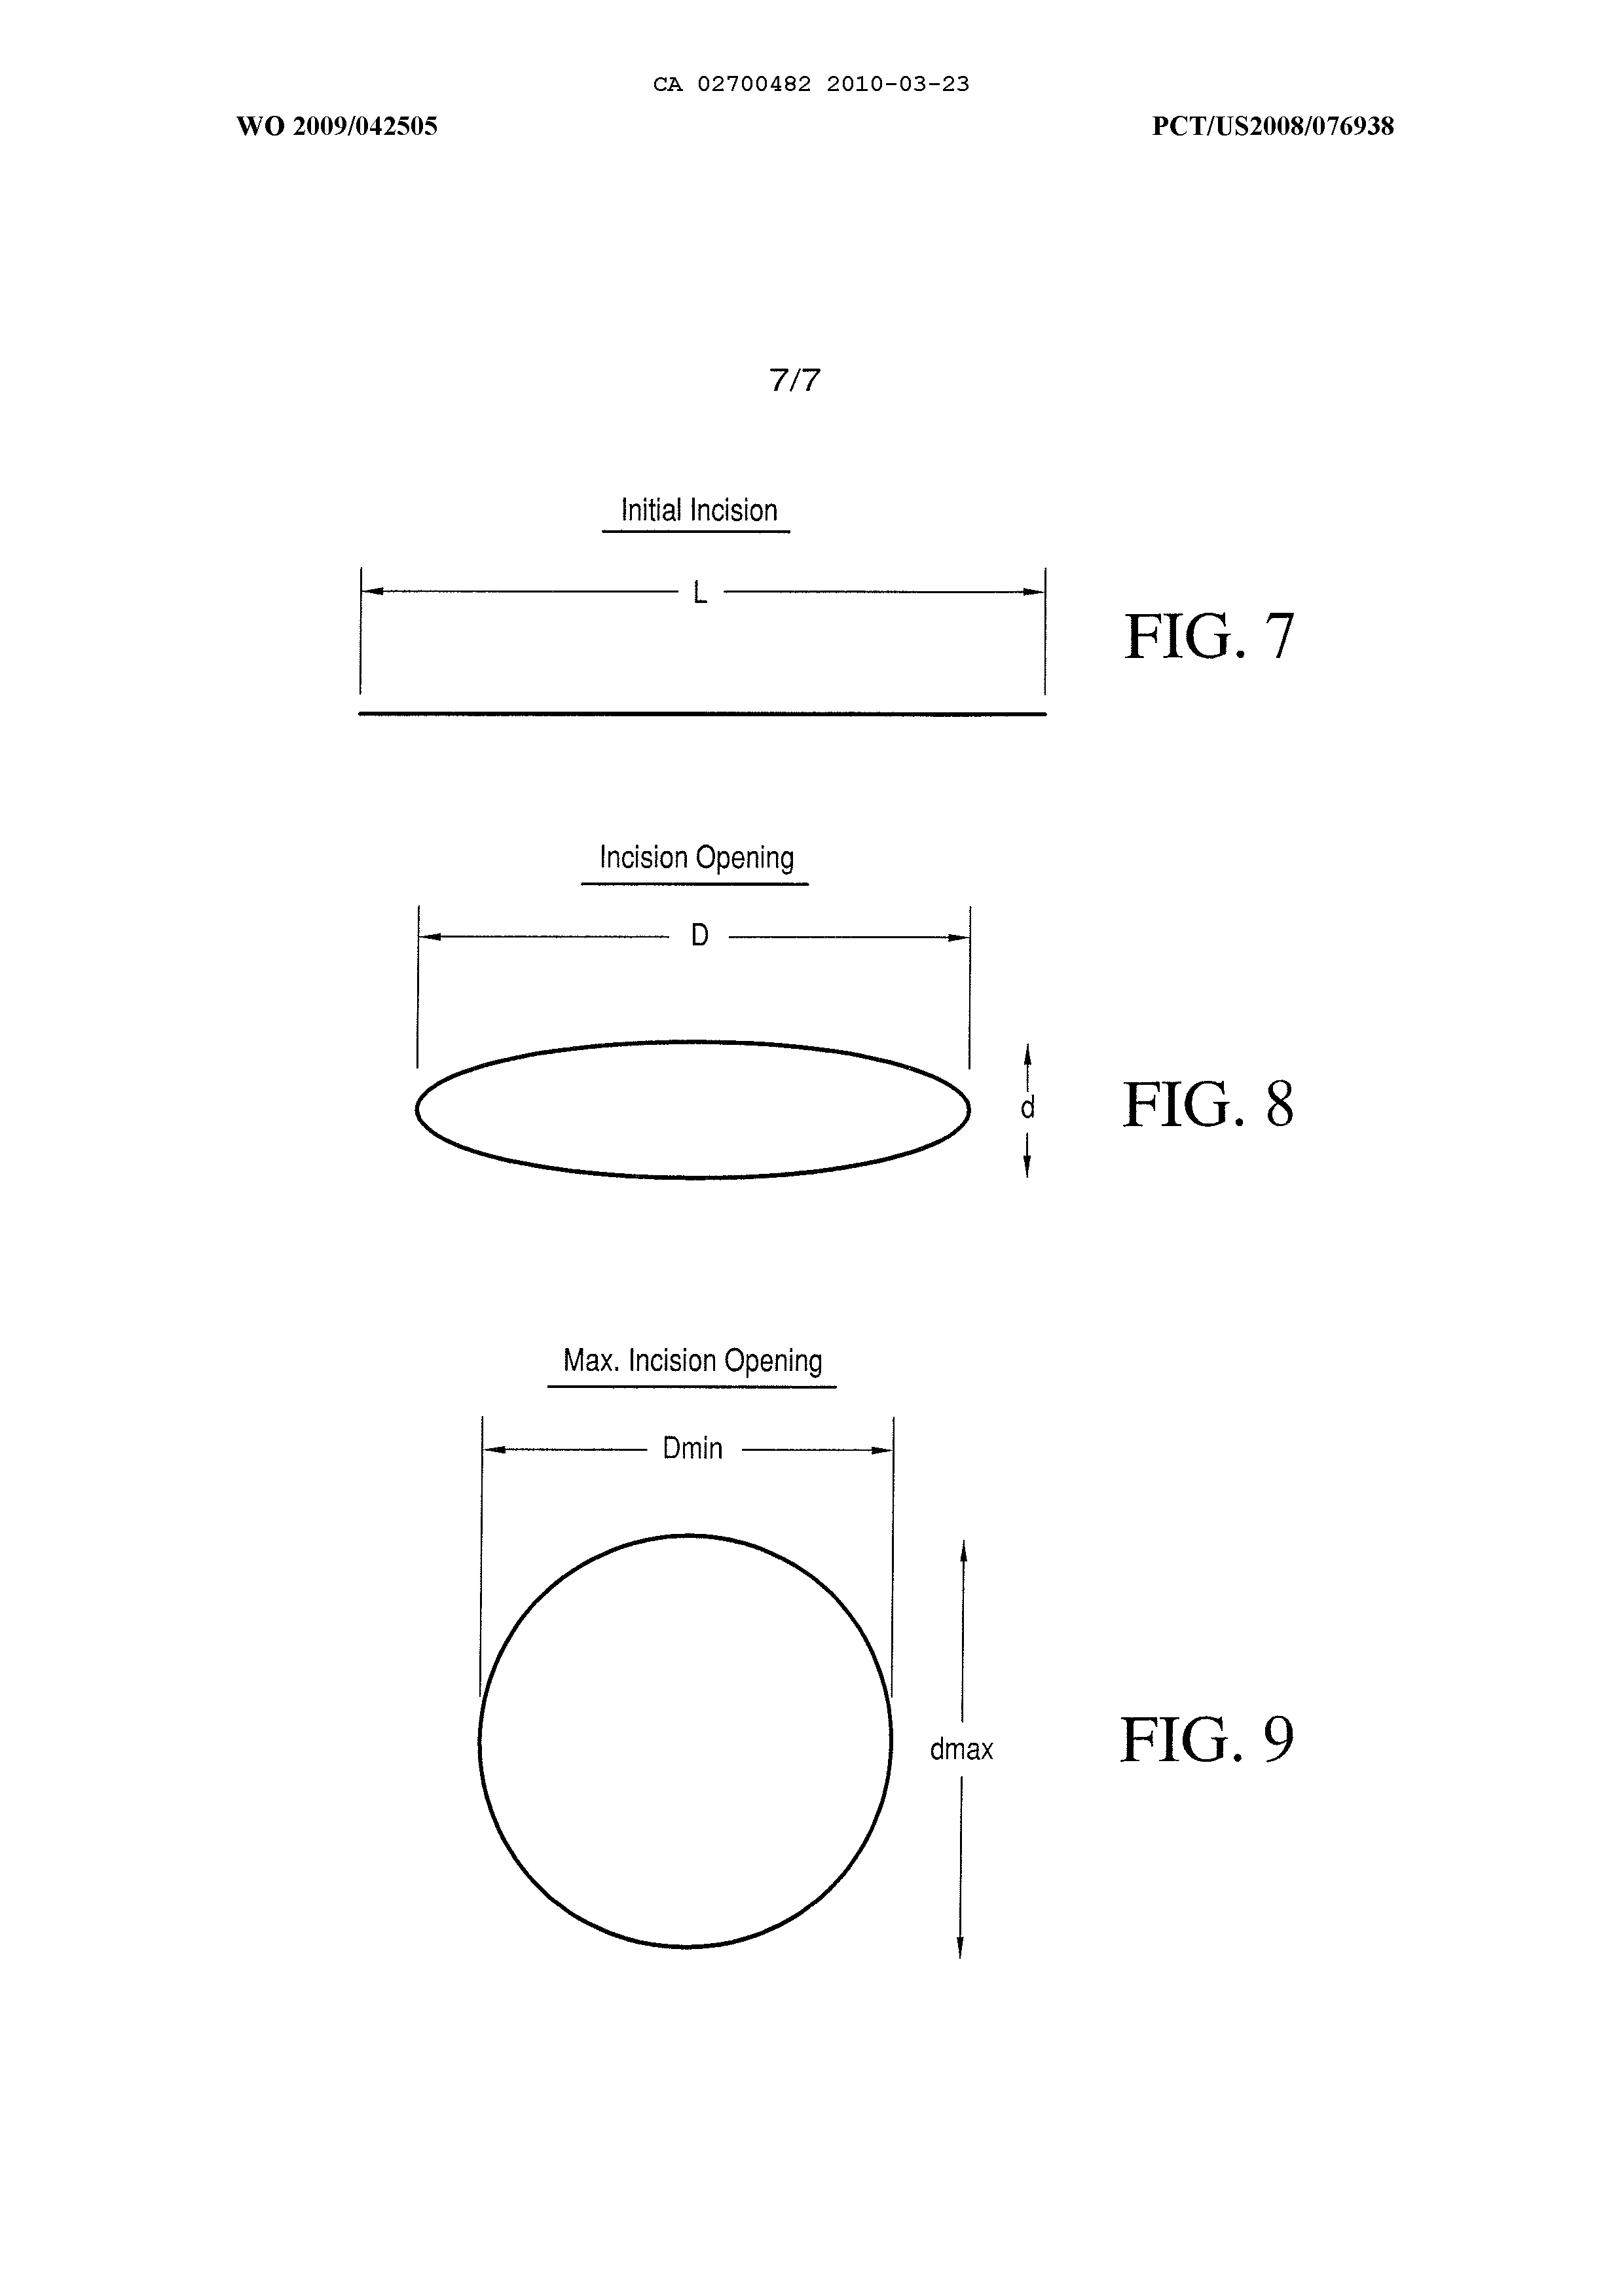 CA 02700482 2010-03-23
WO 2009/042505 PCT/US2008/076938
7/7
Initial Incision
L
FIG. 7
Incision Opening
D
d
FIG. 8
Max. Incision Opening
Dmin
dmax
FIG. 9